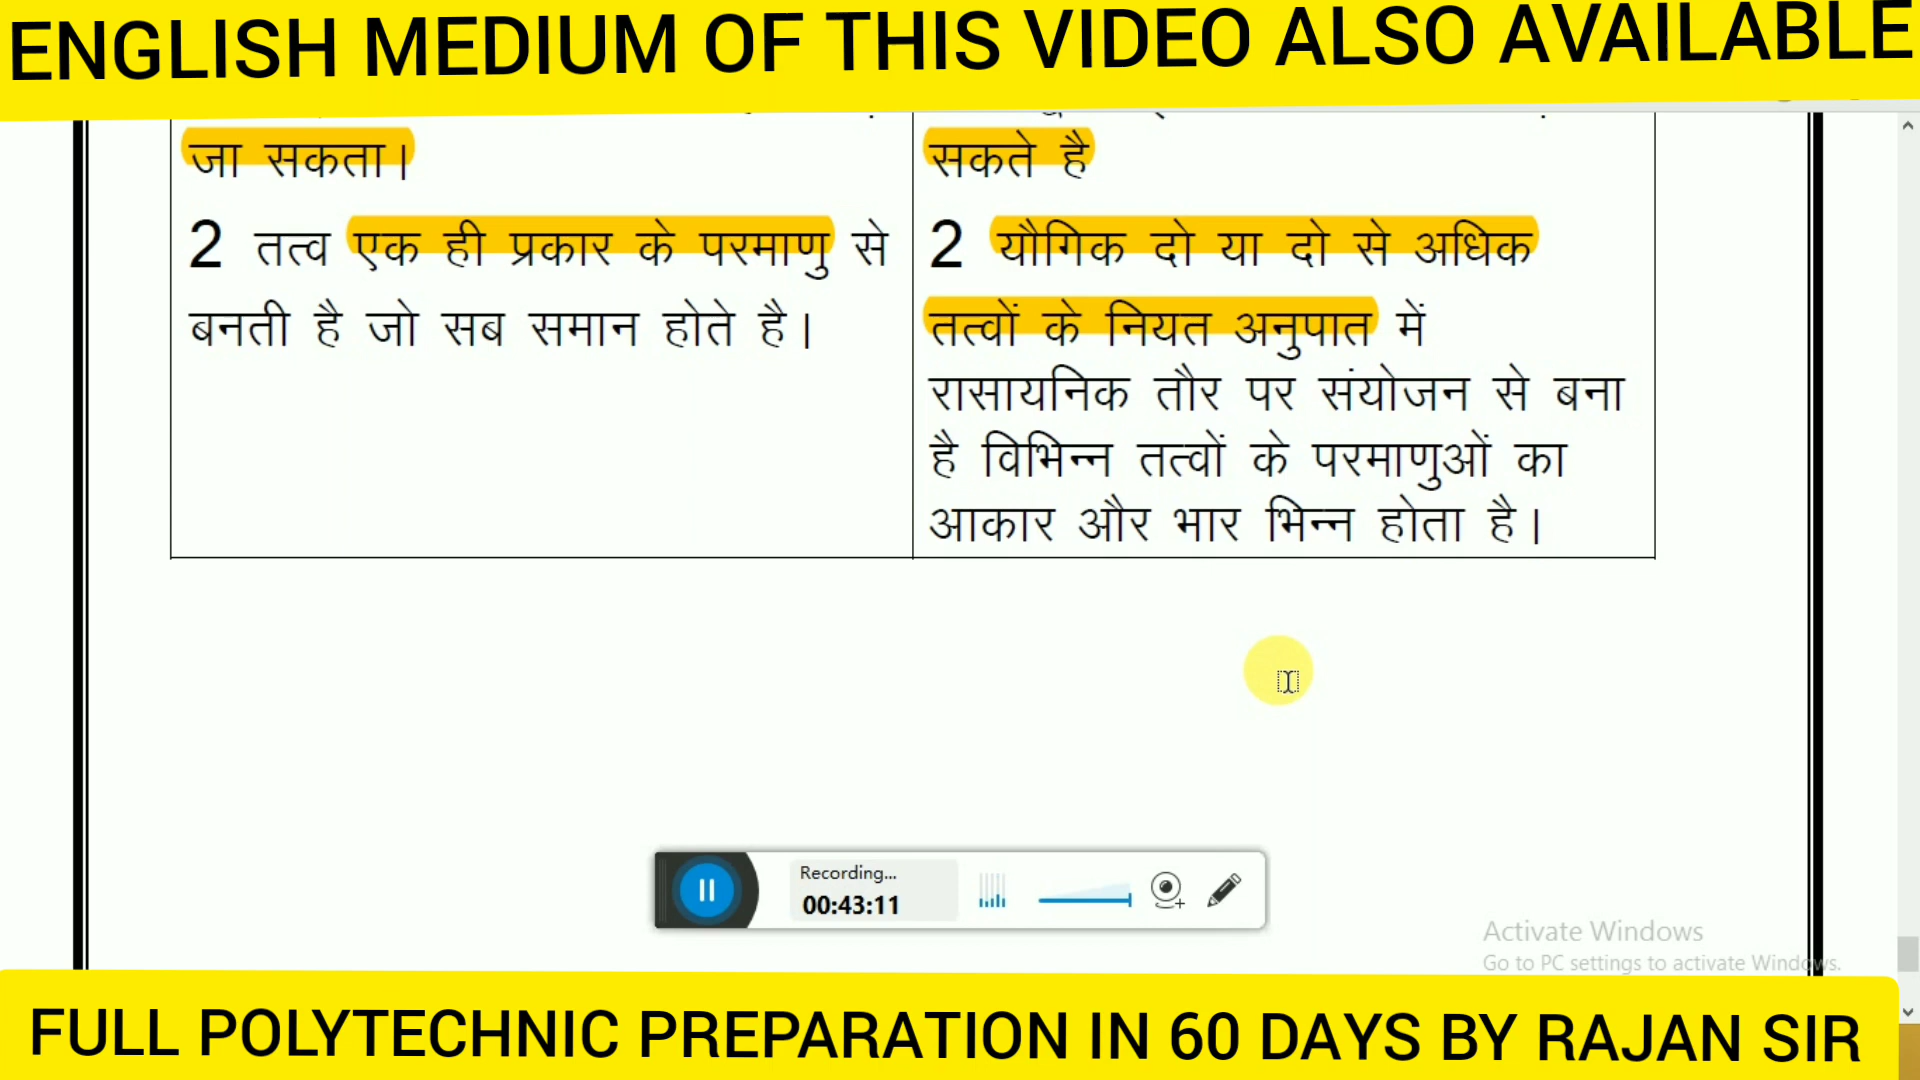 ENGLISH MEDIUM OF THIS VIDEO ALSO AVAILABLE
जा सकता।
2 तत्व एक ही प्रकार के परमाणु से
बनती है जो सब समान होते है।
सकते है
2 यौगिक दो या दो से अधिक
तत्वों के नियत अनुपात में
रासायनिक तौर पर संयोजन से बना
है विभिन्न तत्वों के परमाणुओं का
आकार और भार भिन्न होता है।
Recording...
00:43:11
Activate Windows
Go to PC settings to activate Windows.
FULL POLYTECHNIC PREPARATION IN 60 DAYS BY RAJAN SIR